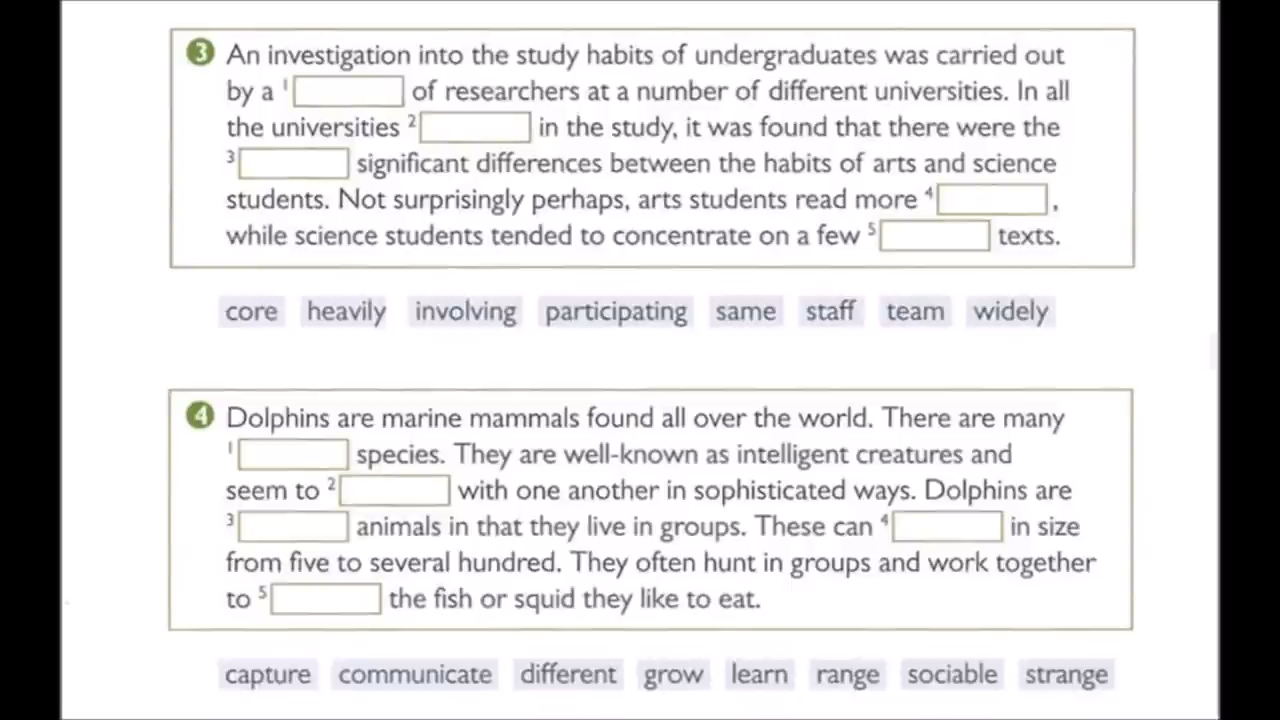 3 An investigation into the study habits of undergraduates was carried out
by a 1 of researchers at a number of different universities. In all
the universities 2 in the study, it was found that there were the
3 significant differences between the habits of arts and science
students. Not surprisingly perhaps, arts students read more 4 ,
while science students tended to concentrate on a few 5 texts.
core heavily involving participating same staff team widely
4 Dolphins are marine mammals found all over the world. There are many
1 species. They are well-known as intelligent creatures and
seem to 2 with one another in sophisticated ways. Dolphins are
3 animals in that they live in groups. These can 4 in size
from five to several hundred. They often hunt in groups and work together
to 5 the fish or squid they like to eat.
capture communicate different grow learn range sociable strange